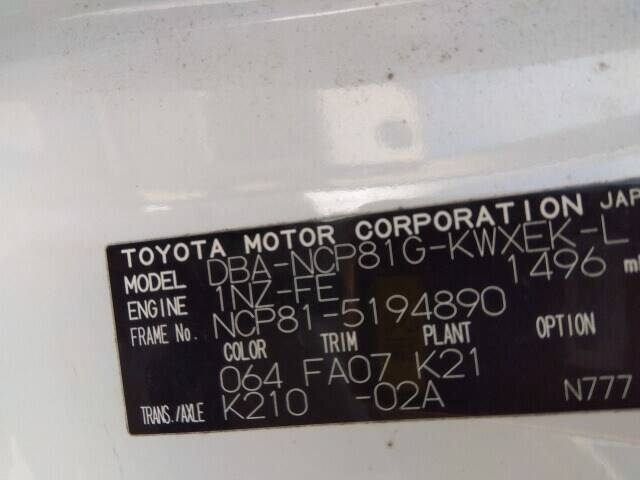 TOYOTA MOTOR CORPORATION JAP
MODEL DBA-NCP81G-KWXEK-L
ENGINE 1NZ-FE 1496 m
FRAME No. NCP81-5194890
COLOR TRIM PLANT OPTION
064 FA07 K21
TRANS./AXLE K210 -02A N777